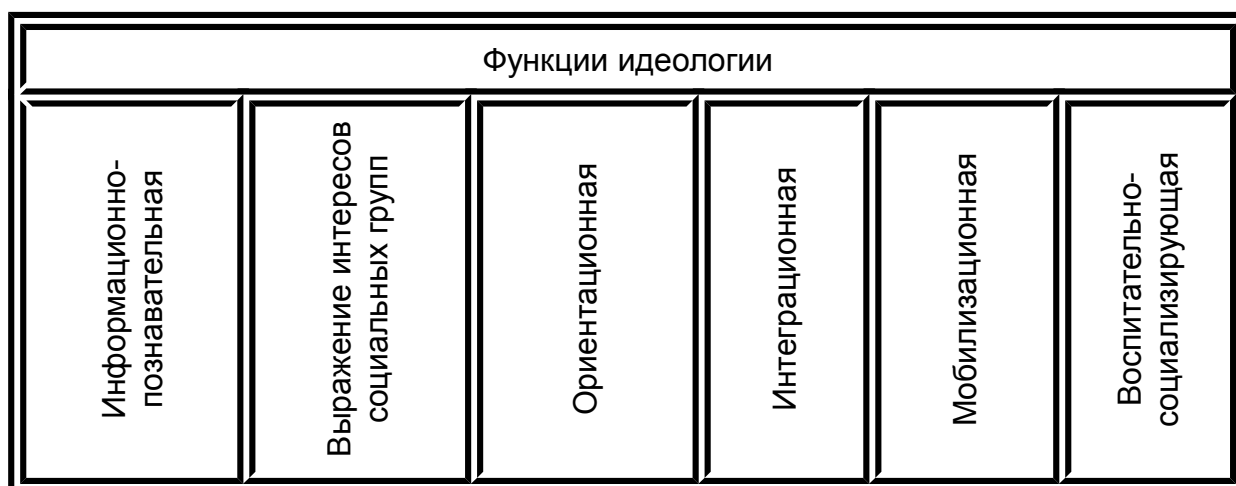 Функции идеологии
Информационно-
познавательная
Выражение интересов
социальных групп
Ориентационная
Интеграционная
Мобилизационная
Воспитательно-
социализирующая